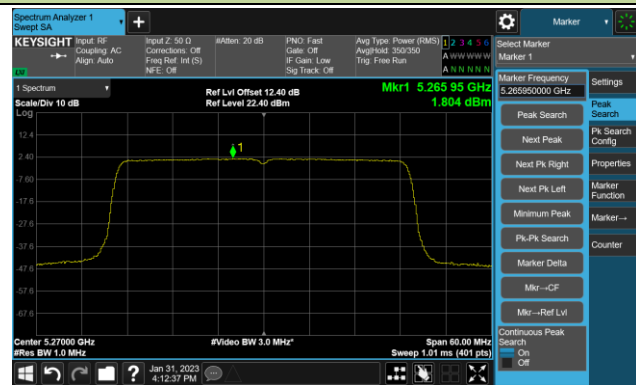 Spectrum Analyzer 1
Swept SA
Marker
KEYSIGHT
Input: RF
Coupling: AC
Align: Auto
Input Z: 50 Ω
Corrections: Off
Freq Ref: Int (S)
NFE: Off
#Atten: 20 dB
PNO: Fast
Gate: Off
IF Gain: Low
Sig Track: Off
Avg Type: Power (RMS)
Avg|Hold: 350/350
Trig: Free Run
1 2 3 4 5 6
A W W W W W
A N N N N N
Select Marker
Marker 1
1 Spectrum
Scale/Div 10 dB
Log
Ref Lvl Offset 12.40 dB
Ref Level 22.40 dBm
Mkr1 5.265 95 GHz
1.804 dBm
12.4
2.40
-7.60
-17.6
-27.6
-37.6
-47.6
-57.6
-67.6
1
Center 5.27000 GHz
#Res BW 1.0 MHz
#Video BW 3.0 MHz*
Span 60.00 MHz
Sweep 1.01 ms (401 pts)
Marker Frequency
5.265950000 GHz
Peak Search
Next Peak
Next Pk Right
Next Pk Left
Minimum Peak
Pk-Pk Search
Marker Delta
Mkr→CF
Mkr→Ref Lvl
Continuous Peak
Search
On
Off
Settings
Peak
Search
Pk Search
Config
Properties
Marker
Function
Marker→
Counter
Jan 31, 2023
4:12:37 PM